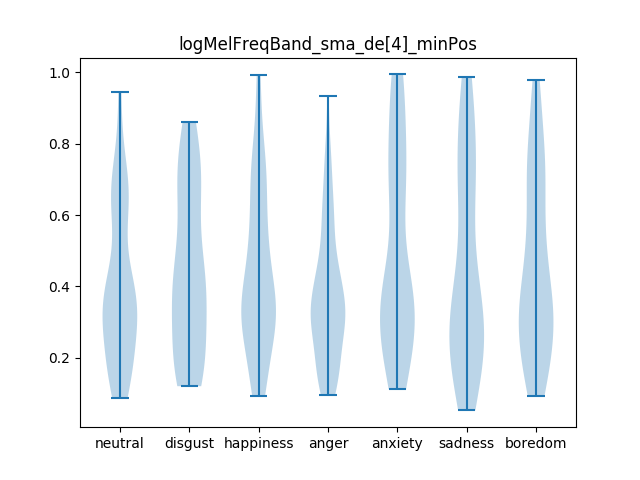 logMelFreqBand_sma_de[4]_minPos
1.0
0.8
0.6
0.4
0.2
neutral disgust happiness anger anxiety sadness boredom